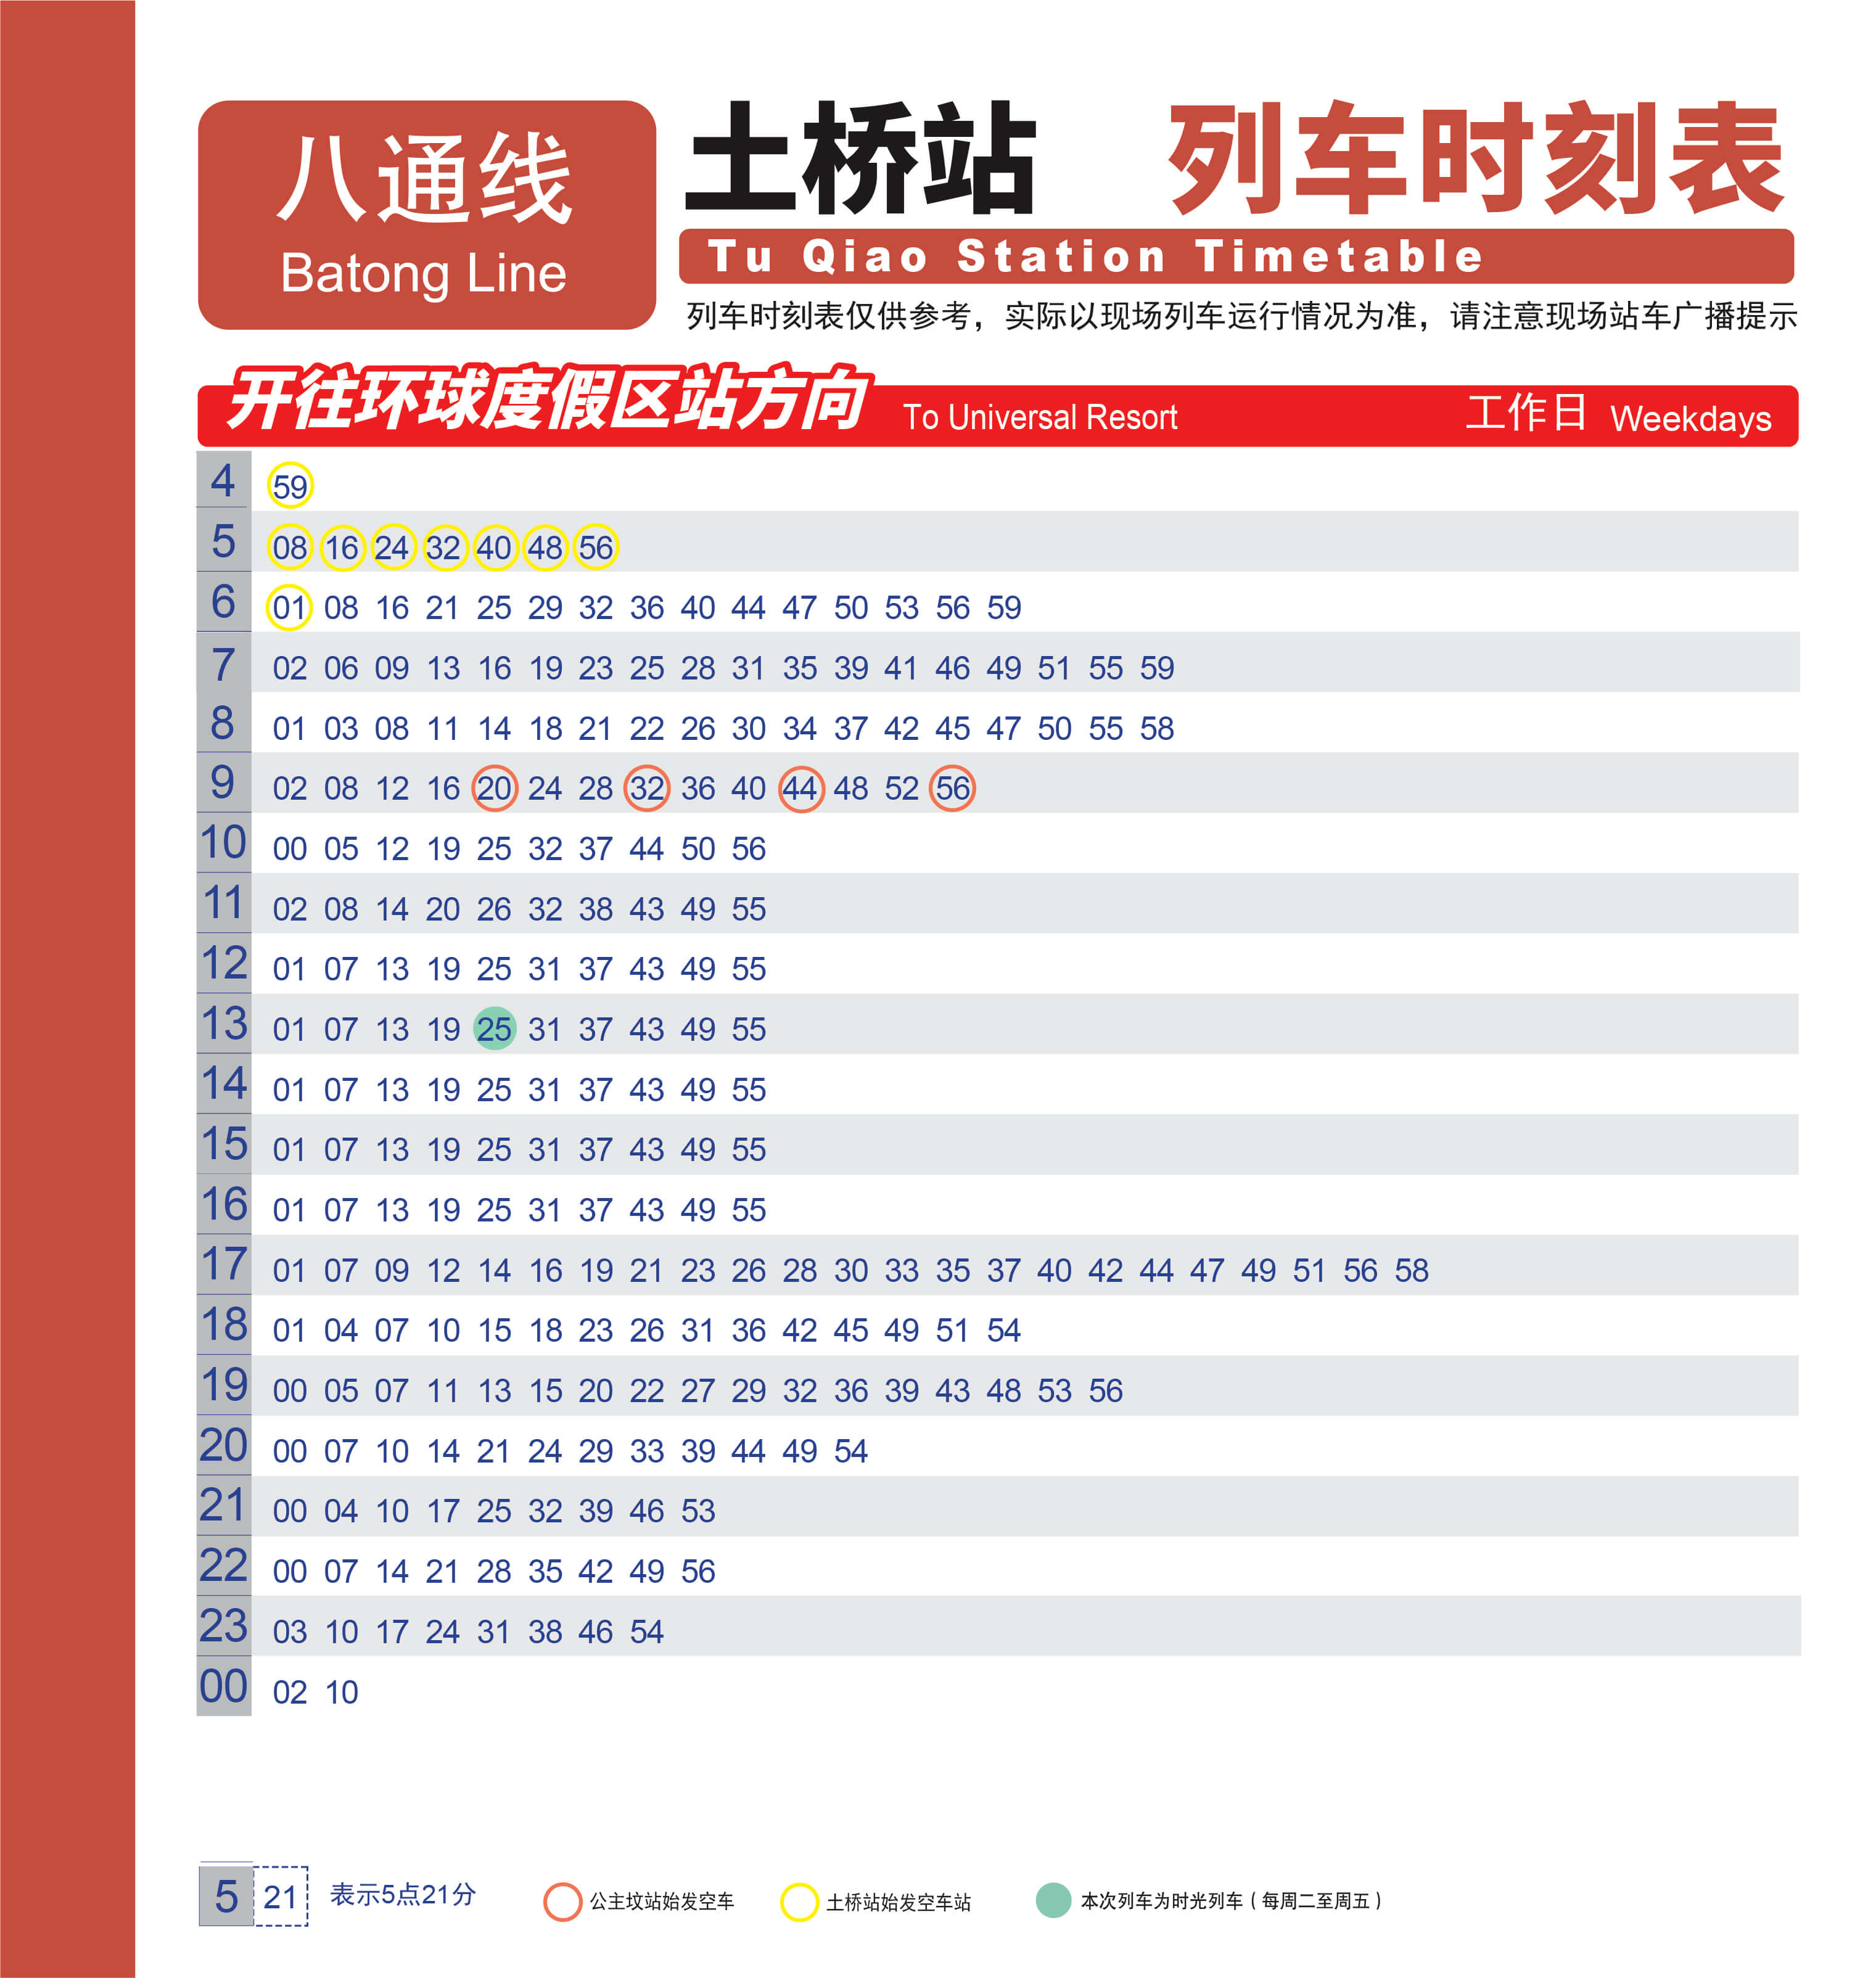 八通线
Batong Line
土桥站 列车时刻表
Tu Qiao Station Timetable
列车时刻表仅供参考，实际以现场列车运行情况为准，请注意现场站车广播提示
开往环球度假区站方向 To Universal Resort 工作日 Weekdays
4 59
5 08 16 24 32 40 48 56
6 01 08 16 21 25 29 32 36 40 44 47 50 53 56 59
7 02 06 09 13 16 19 23 25 28 31 35 39 41 46 49 51 55 59
8 01 03 08 11 14 18 21 22 26 30 34 37 42 45 47 50 55 58
9 02 08 12 16 20 24 28 32 36 40 44 48 52 56
10 00 05 12 19 25 32 37 44 50 56
11 02 08 14 20 26 32 38 43 49 55
12 01 07 13 19 25 31 37 43 49 55
13 01 07 13 19 25 31 37 43 49 55
14 01 07 13 19 25 31 37 43 49 55
15 01 07 13 19 25 31 37 43 49 55
16 01 07 13 19 25 31 37 43 49 55
17 01 07 09 12 14 16 19 21 23 26 28 30 33 35 37 40 42 44 47 49 51 56 58
18 01 04 07 10 15 18 23 26 31 36 42 45 49 51 54
19 00 05 07 11 13 15 20 22 27 29 32 36 39 43 48 53 56
20 00 07 10 14 21 24 29 33 39 44 49 54
21 00 04 10 17 25 32 39 46 53
22 00 07 14 21 28 35 42 49 56
23 03 10 17 24 31 38 46 54
00 02 10
5 21 表示5点21分 公主坟站始发空车 土桥站始发空车站 本次列车为时光列车（每周二至周五）